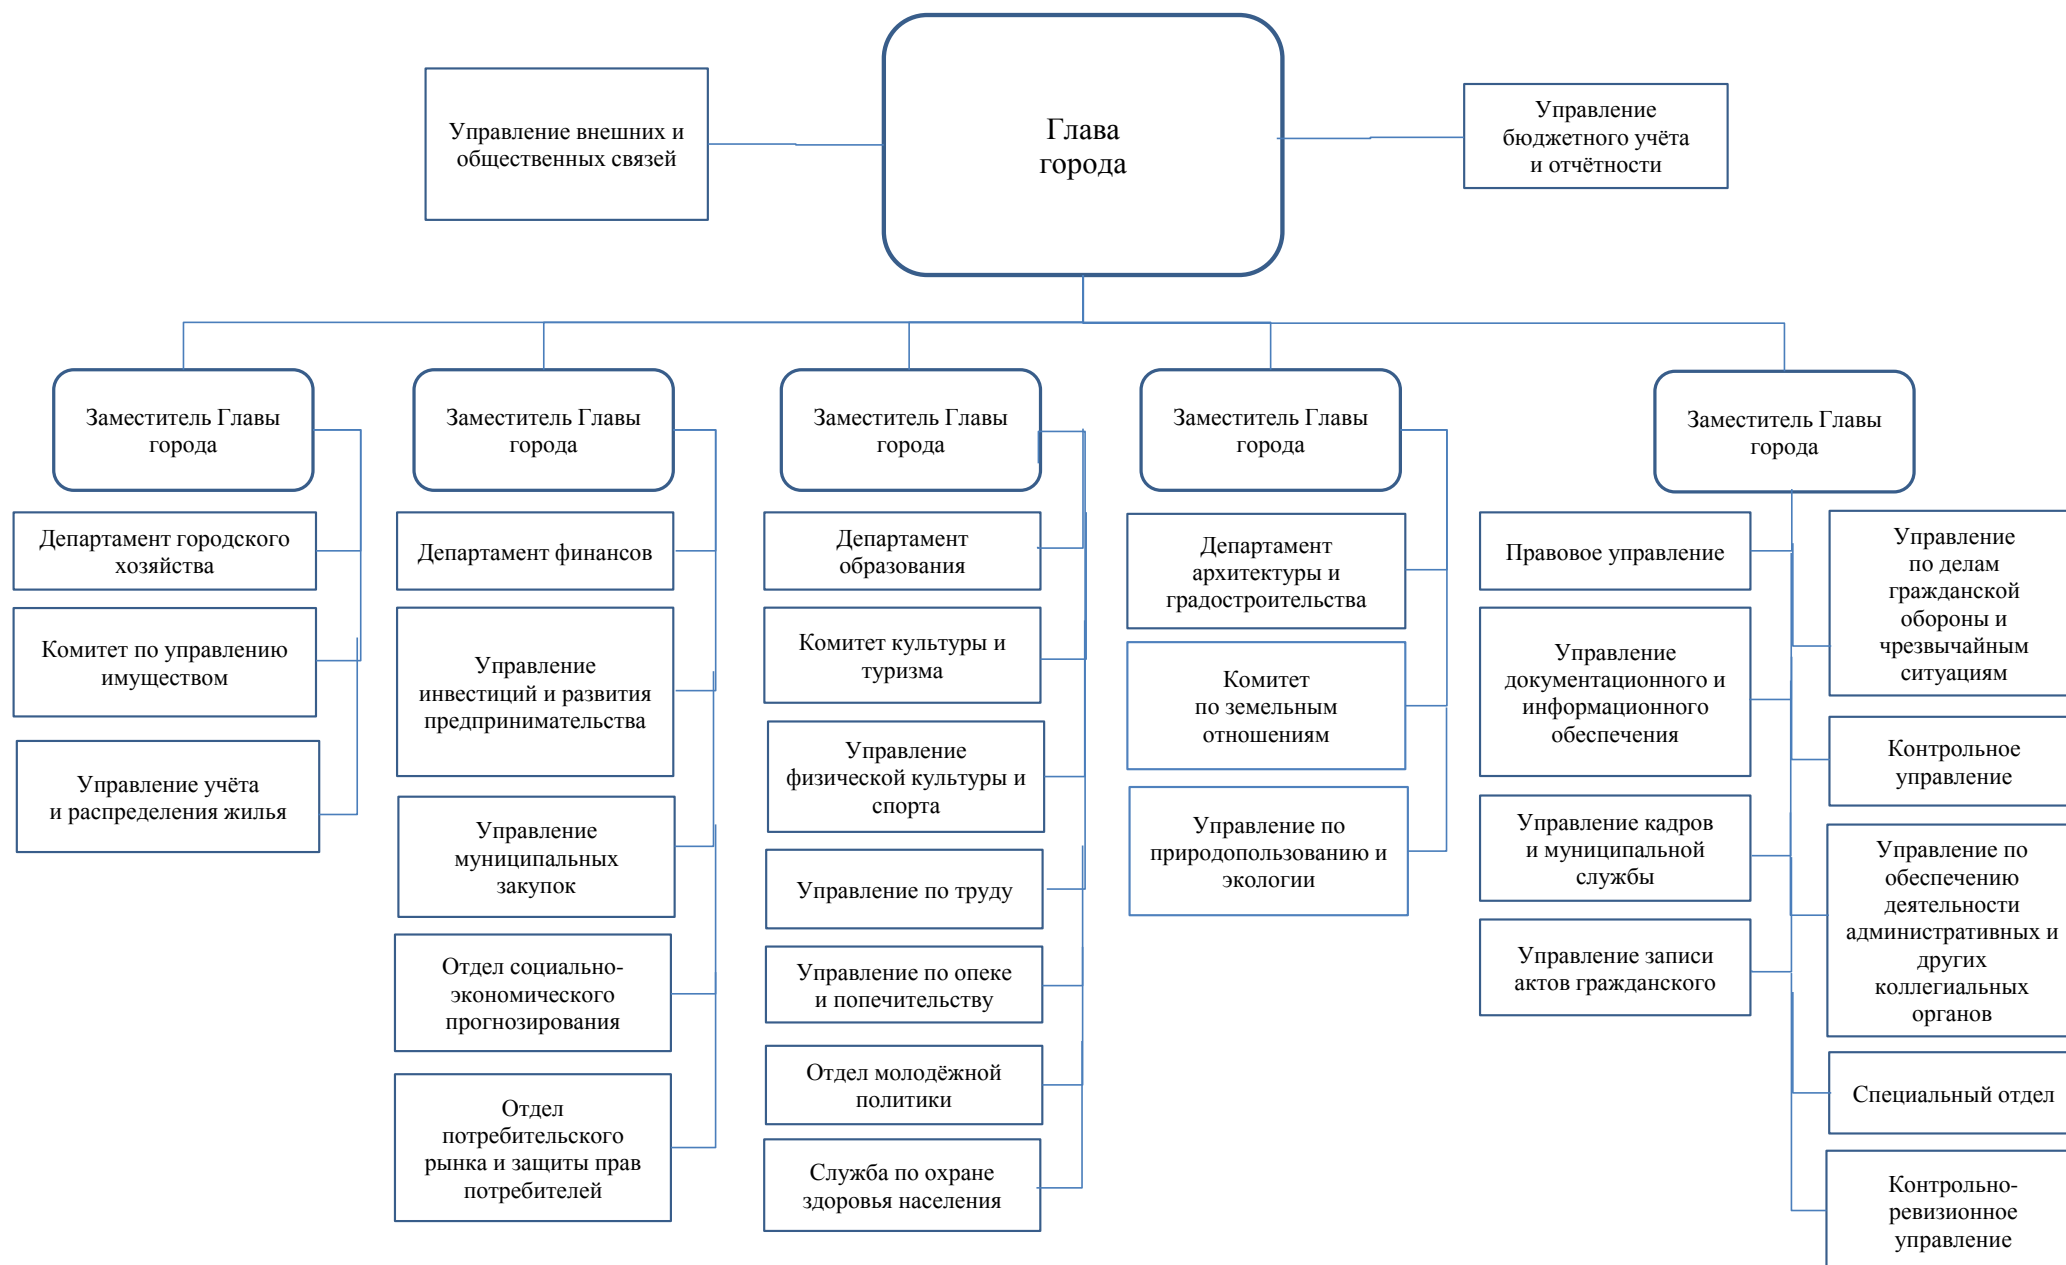 Глава
города
Управление внешних и
общественных связей
Управление
бюджетного учёта
и отчётности
Заместитель Главы
города
Департамент городского
хозяйства
Комитет по управлению
имуществом
Управление учёта
и распределения жилья
Заместитель Главы
города
Департамент финансов
Управление
инвестиций и развития
предпринимательства
Управление
муниципальных
закупок
Отдел социально-
экономического
прогнозирования
Отдел
потребительского
рынка и защиты прав
потребителей
Заместитель Главы
города
Департамент
образования
Комитет культуры и
туризма
Управление
физической культуры и
спорта
Управление по труду
Управление по опеке
и попечительству
Отдел молодёжной
политики
Служба по охране
здоровья населения
Заместитель Главы
города
Департамент
архитектуры и
градостроительства
Комитет
по земельным
отношениям
Управление по
природопользованию и
экологии
Заместитель Главы
города
Правовое управление
Управление
документационного и
информационного
обеспечения
Управление кадров
и муниципальной
службы
Управление записи
актов гражданского
Управление
по делам
гражданской
обороны и
чрезвычайным
ситуациям
Контрольное
управление
Управление по
обеспечению
деятельности
административных и
других
коллегиальных
органов
Специальный отдел
Контрольно-
ревизионное
управление